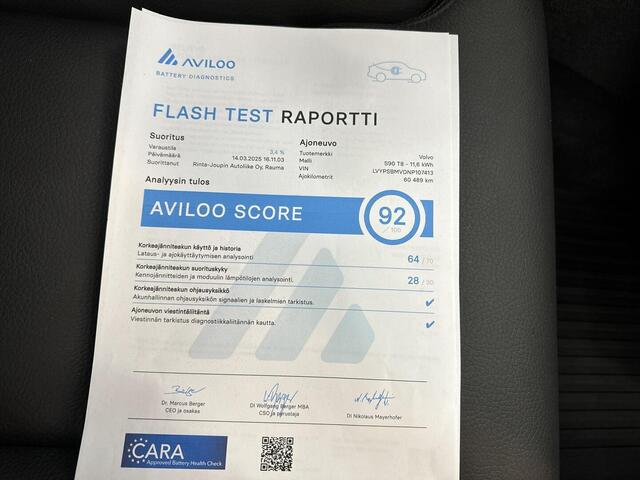 AVILOO
BATTERY DIAGNOSTICS
FLASH TEST RAPORTTI
Suoritus
Varaustila 3,4 %
Päivämäärä 14.03.2025 16.11.03
Suorittanut Rinta-Joupin Autoliike Oy, Rauma
Ajoneuvo
Tuotemerkki Volvo
Malli S90 T8 - 11,6 kWh
VIN LVYPSBMVDNP107413
Ajokilometrit 60 489 km
Analyysin tulos
AVILOO SCORE 92 / 100
Korkeajänniteakun käyttö ja historia
Lataus- ja ajokäyttäytymisen analysointi 64 / 70
Korkeajänniteakun suorituskyky
Kennojännitteiden ja moduulin lämpötilojen analysointi. 28 / 30
Korkeajänniteakun ohjausyksikkö
Akunhallinnan ohjausyksikön signaalien ja laskelmien tarkistus. ✓
Ajoneuvon viestintäliitäntä
Viestinnän tarkistus diagnostiikkaliitännän kautta. ✓
Dr. Marcus Berger
CEO ja osakas
DI Wolfgang Berger MBA
CSO ja perustaja
DI Nikolaus Mayerhofer
CARA
Approved Battery Health Check